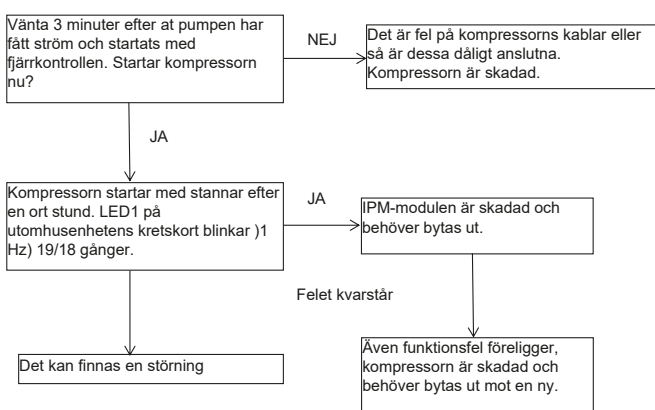 Vänta 3 minuter efter at pumpen har
fått ström och startats med
fjärrkontrollen. Startar kompressorn
nu?
NEJ
Det är fel på kompressorns kablar eller
så är dessa dåligt anslutna.
Kompressorn är skadad.
JA
Kompressorn startar med stannar efter
en ort stund. LED1 på
utomhusenhetens kretskort blinkar )1
Hz) 19/18 gånger.
JA
IPM-modulen är skadad och
behöver bytas ut.
Felet kvarstår
Det kan finnas en störning
Även funktionsfel föreligger,
kompressorn är skadad och
behöver bytas ut mot en ny.